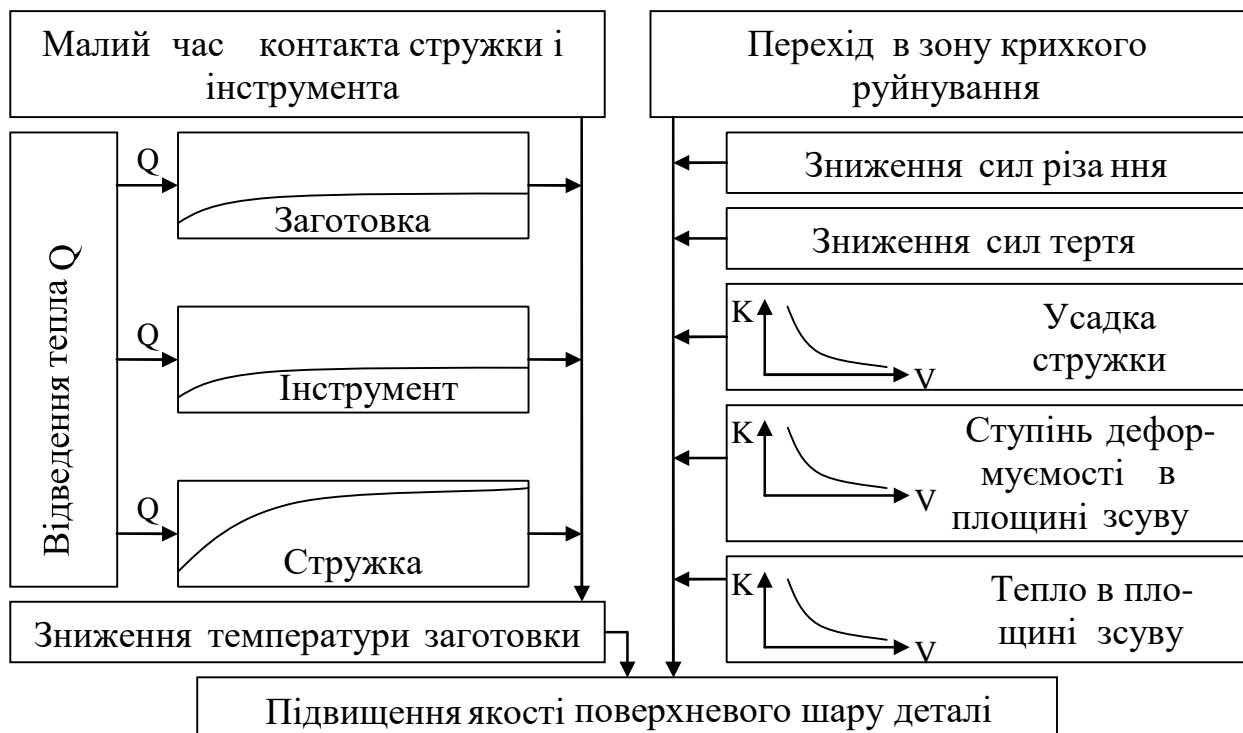 Малий час контакта стружки і
інструмента
Перехід в зону крихкого
руйнування
Відведення тепла Q
Q
Заготовка
Q
Інструмент
Q
Стружка
Зниження температури заготовки
Зниження сил різа ння
Зниження сил тертя
K
V
Усадка
стружки
K
V
Ступінь дефор-
муємості в
площині зсуву
K
V
Тепло в пло-
щині зсуву
Підвищення якості поверхневого шару деталі